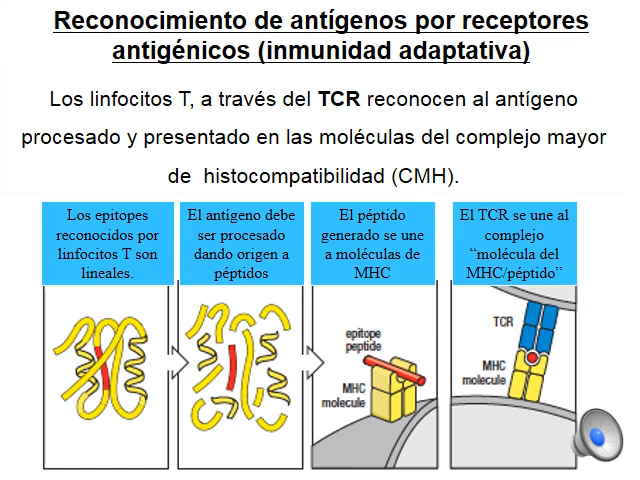 Reconocimiento de antígenos por receptores
antigénicos (inmunidad adaptativa)
Los linfocitos T, a través del TCR reconocen al antígeno
procesado y presentado en las moléculas del complejo mayor
de histocompatibilidad (CMH).
Los epitopes
reconocidos por
linfocitos T son
lineales.
El antígeno debe
ser procesado
dando origen a
péptidos
El péptido
generado se une
a moléculas de
MHC
El TCR se une al
complejo
“molécula del
MHC/péptido”
epitope
peptide
MHC
molecule
TCR
MHC
molecule